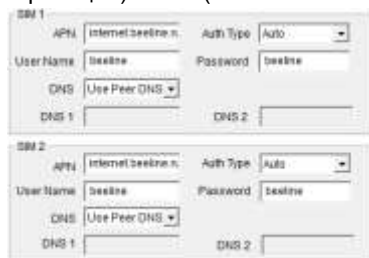 SIM 1
APN internet.beeline.r. Auth Type Auto
User Name beeline Password beeline
DNS Use Peer DNS
DNS 1 DNS 2
SIM 2
APN internet.beeline.r. Auth Type Auto
User Name beeline Password beeline
DNS Use Peer DNS
DNS 1 DNS 2